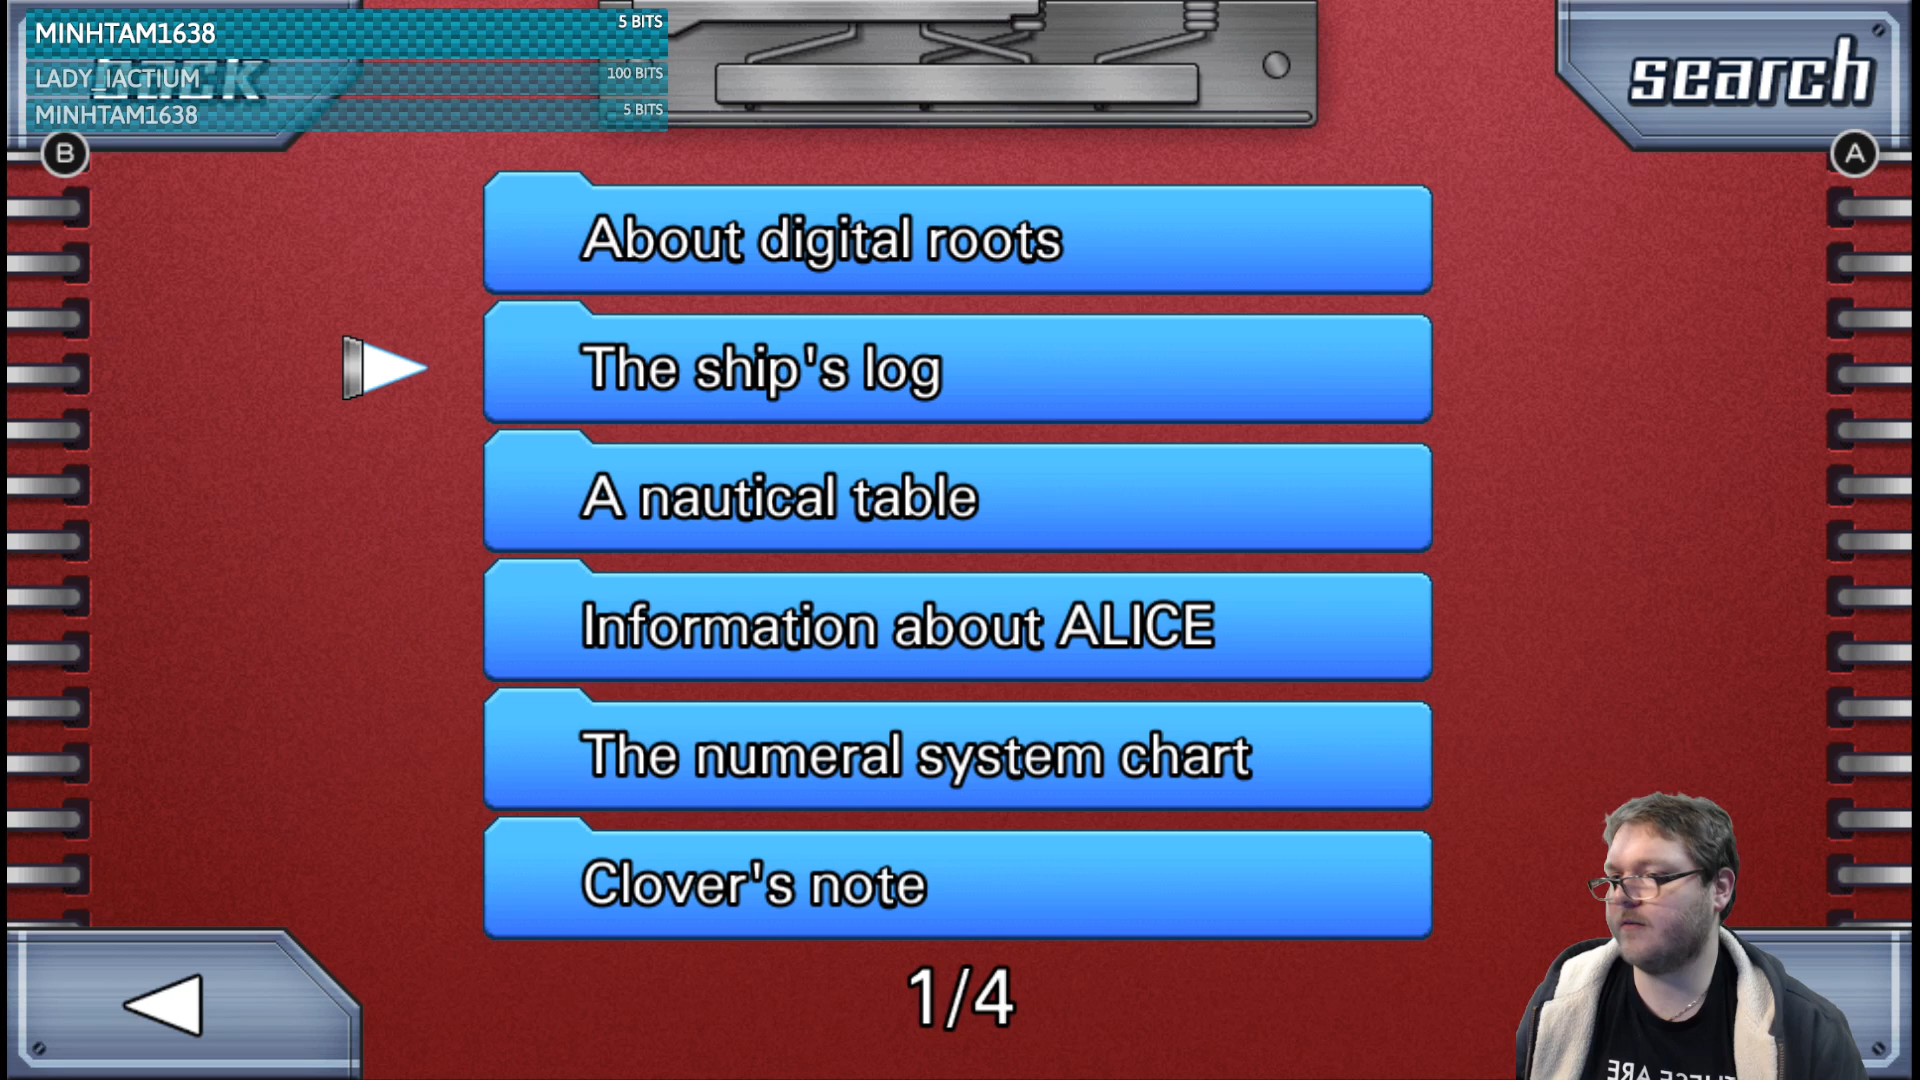 MINHTAM1638 5 BITS
LADY_IACTIUM 100 BITS
MINHTAM1638 5 BITS
back
search
B
A
About digital roots
The ship's log
A nautical table
Information about ALICE
The numeral system chart
Clover's note
1/4